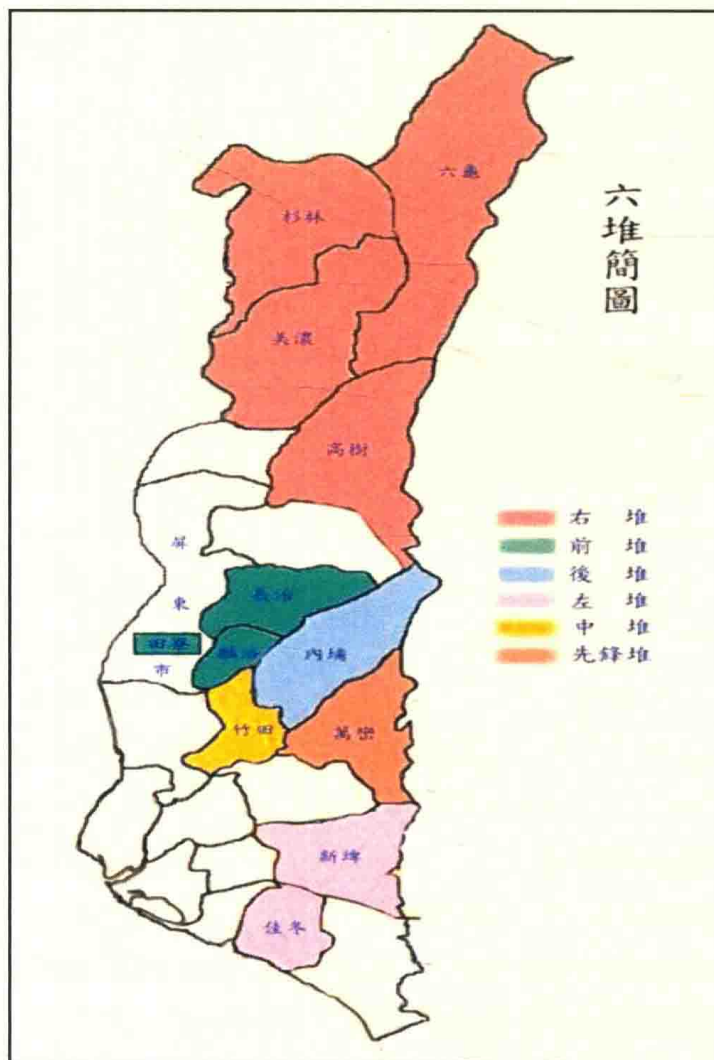 六堆簡圖
六龜
杉林
美濃
高樹
屏東市
長治
田寮
麟洛
內埔
竹田
萬巒
新埤
佳冬
右堆
前堆
後堆
左堆
中堆
先鋒堆